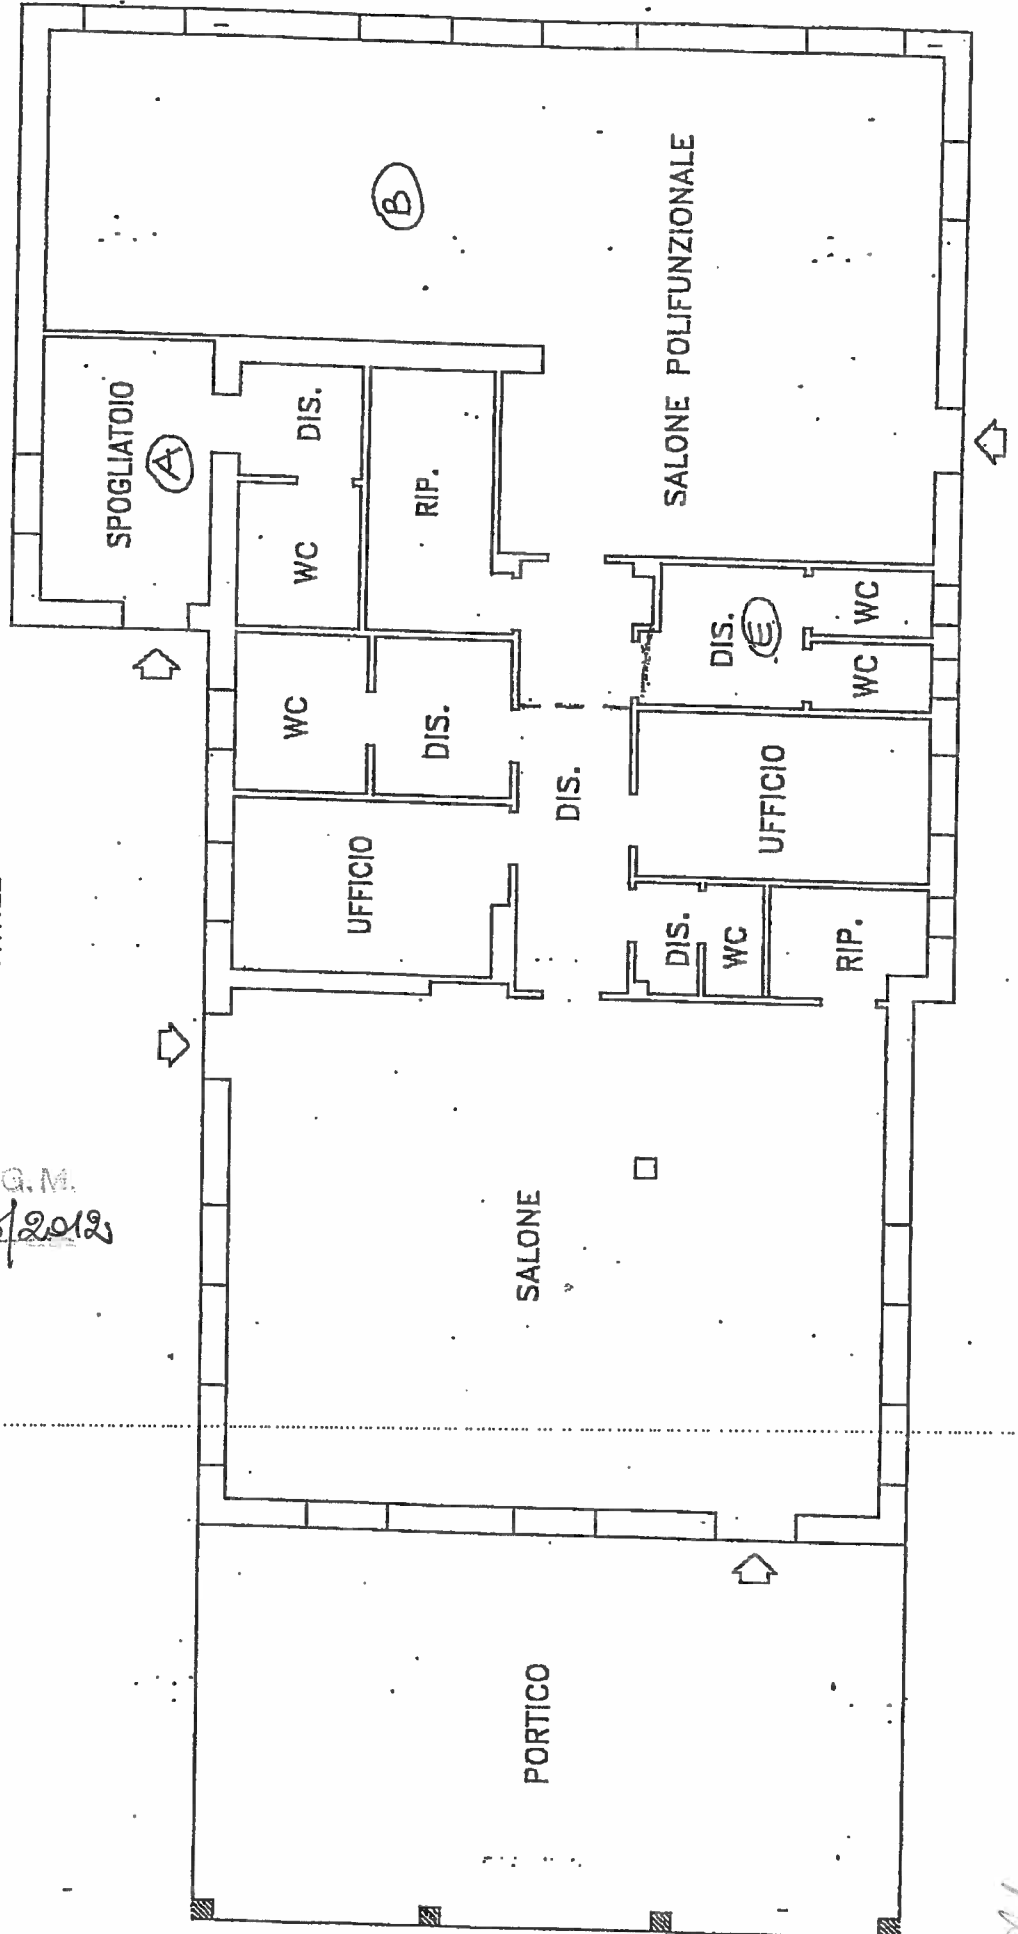 B
SALONE POLIFUNZIONALE
SPOGLIATOIO
A
DIS.
WC
RIP.
WC
DIS.
DIS.
E
WC
WC
DIS.
UFFICIO
UFFICIO
DIS.
WC
RIP.
G.M.
/2012
SALONE
PORTICO